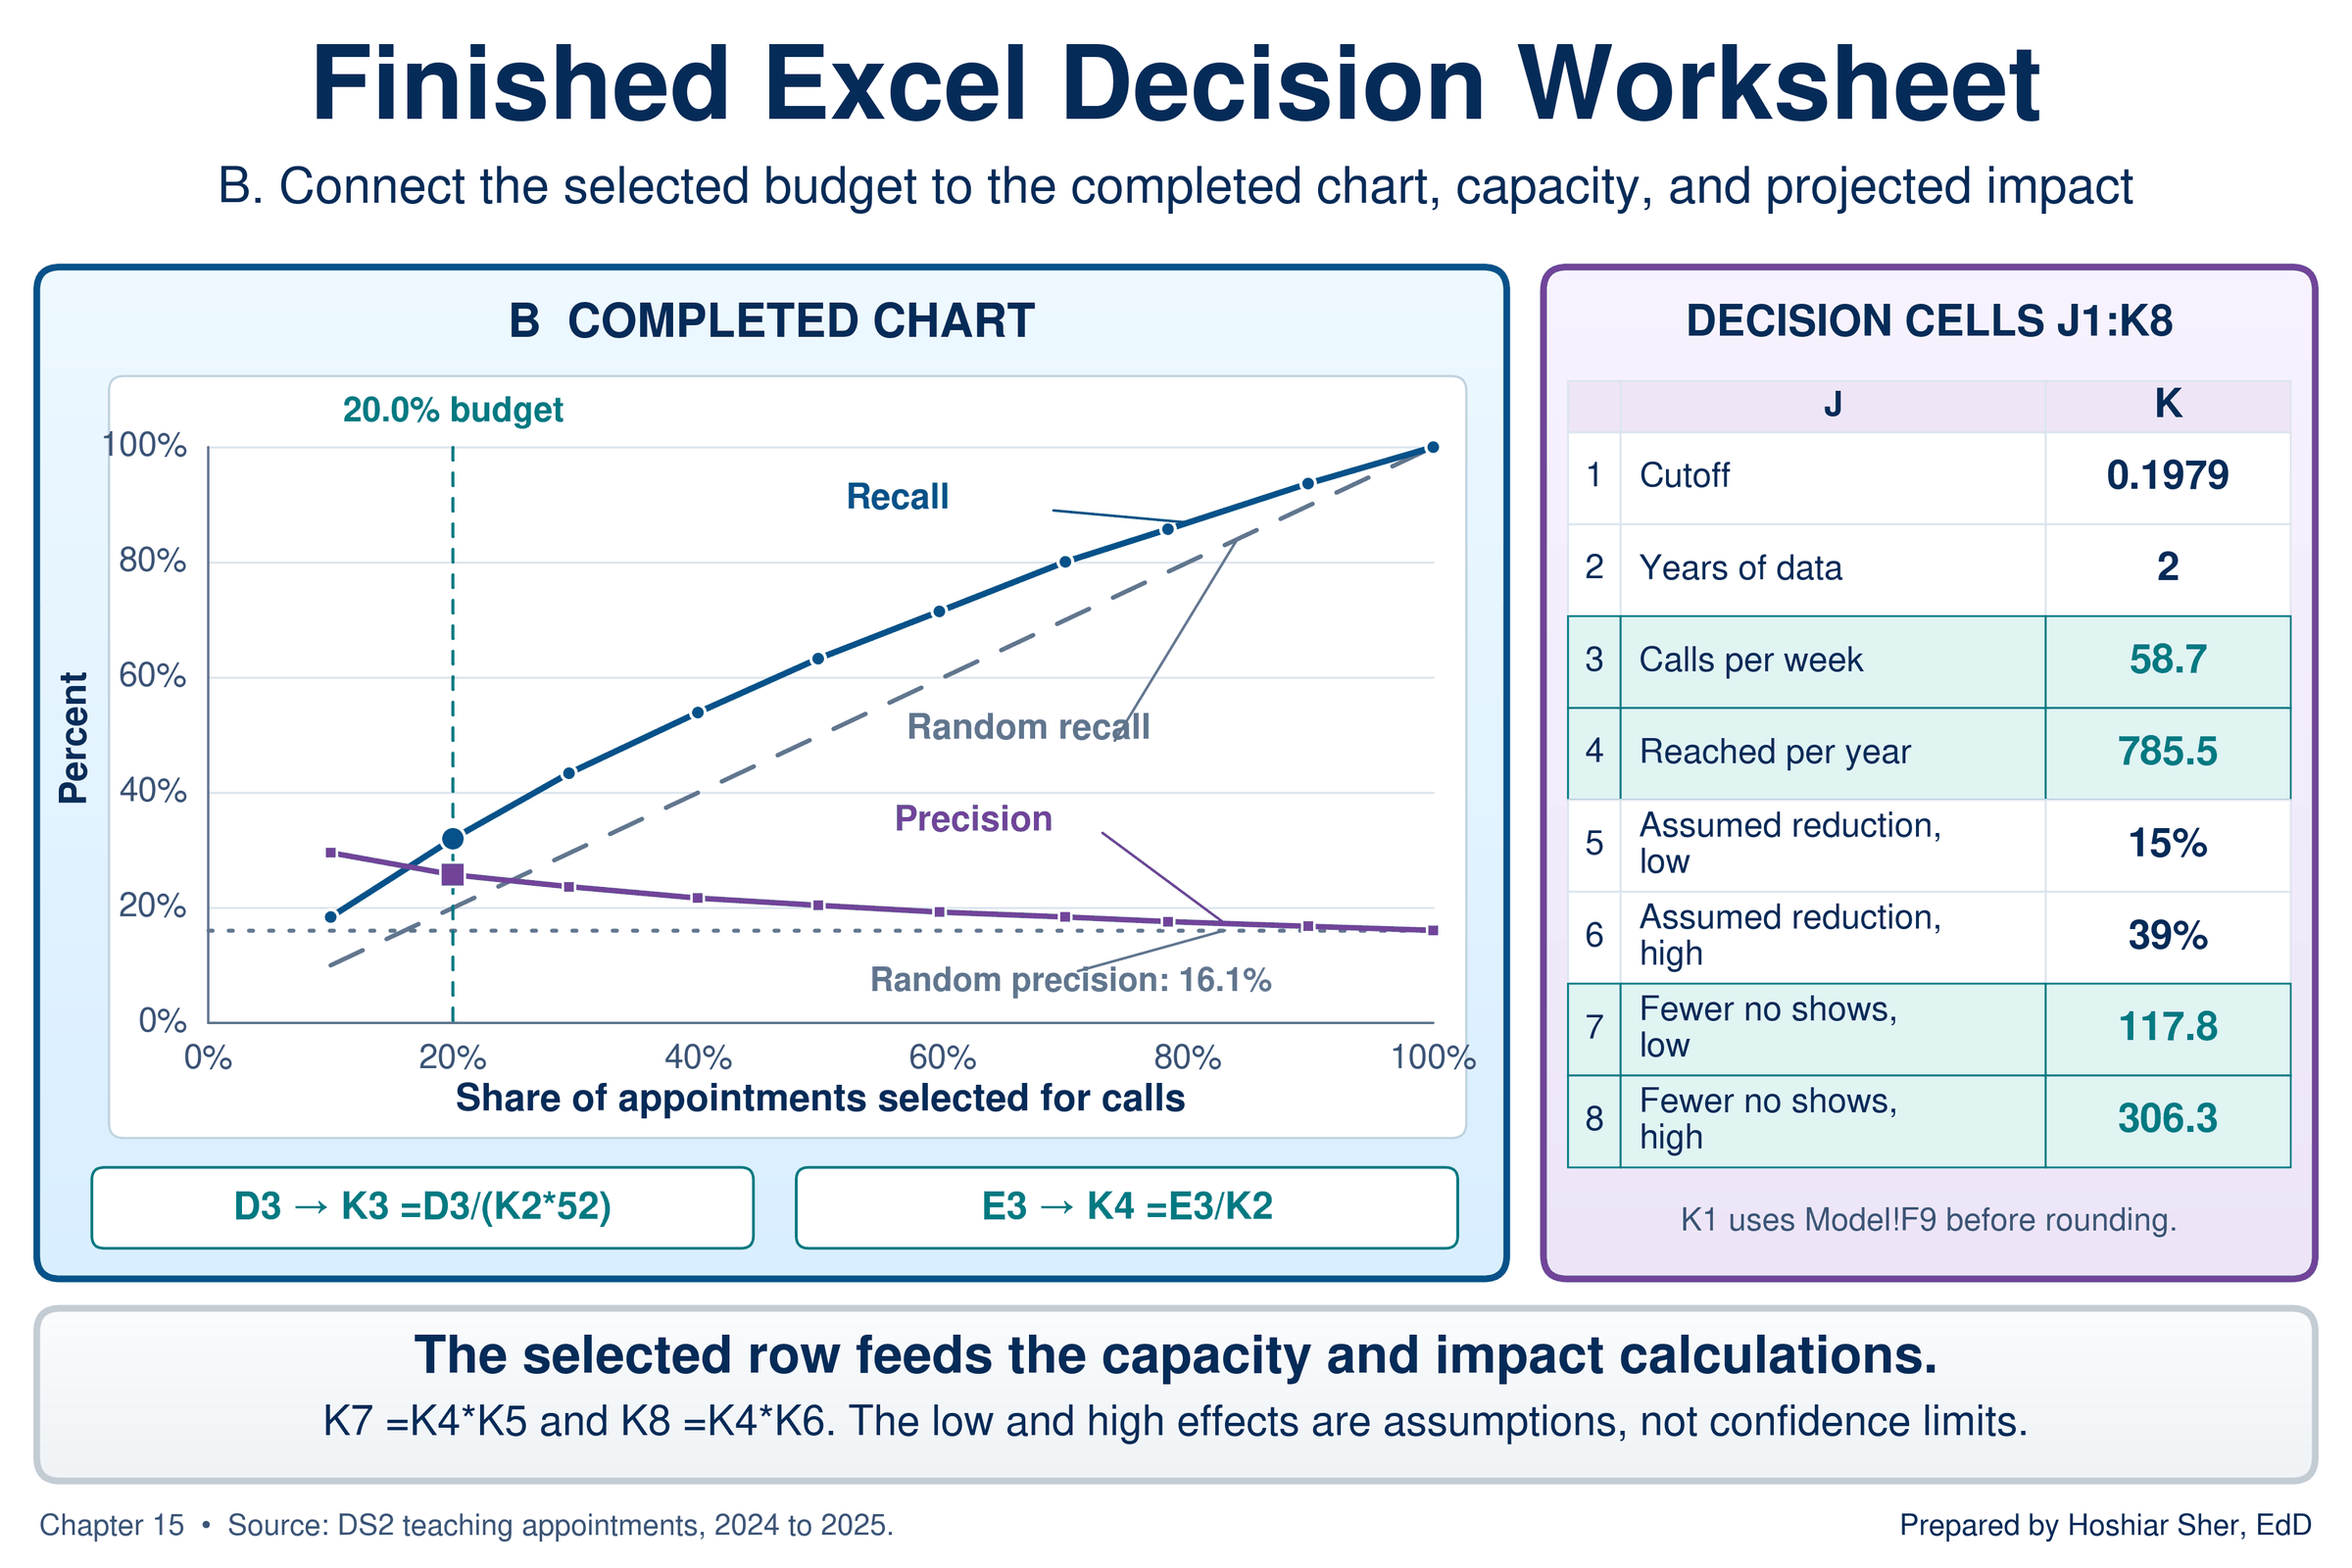 Finished Excel Decision Worksheet
B. Connect the selected budget to the completed chart, capacity, and projected impact
B COMPLETED CHART
20.0% budget
100%
80%
60%
40%
20%
0%
Percent
Recall
Random recall
Precision
Random precision: 16.1%
0% 20% 40% 60% 80% 100%
Share of appointments selected for calls
D3 → K3 =D3/(K2*52)
E3 → K4 =E3/K2
DECISION CELLS J1:K8
J K
1 Cutoff 0.1979
2 Years of data 2
3 Calls per week 58.7
4 Reached per year 785.5
5 Assumed reduction, low 15%
6 Assumed reduction, high 39%
7 Fewer no shows, low 117.8
8 Fewer no shows, high 306.3
K1 uses Model!F9 before rounding.
The selected row feeds the capacity and impact calculations.
K7 =K4*K5 and K8 =K4*K6. The low and high effects are assumptions, not confidence limits.
Chapter 15 • Source: DS2 teaching appointments, 2024 to 2025.
Prepared by Hoshiar Sher, EdD